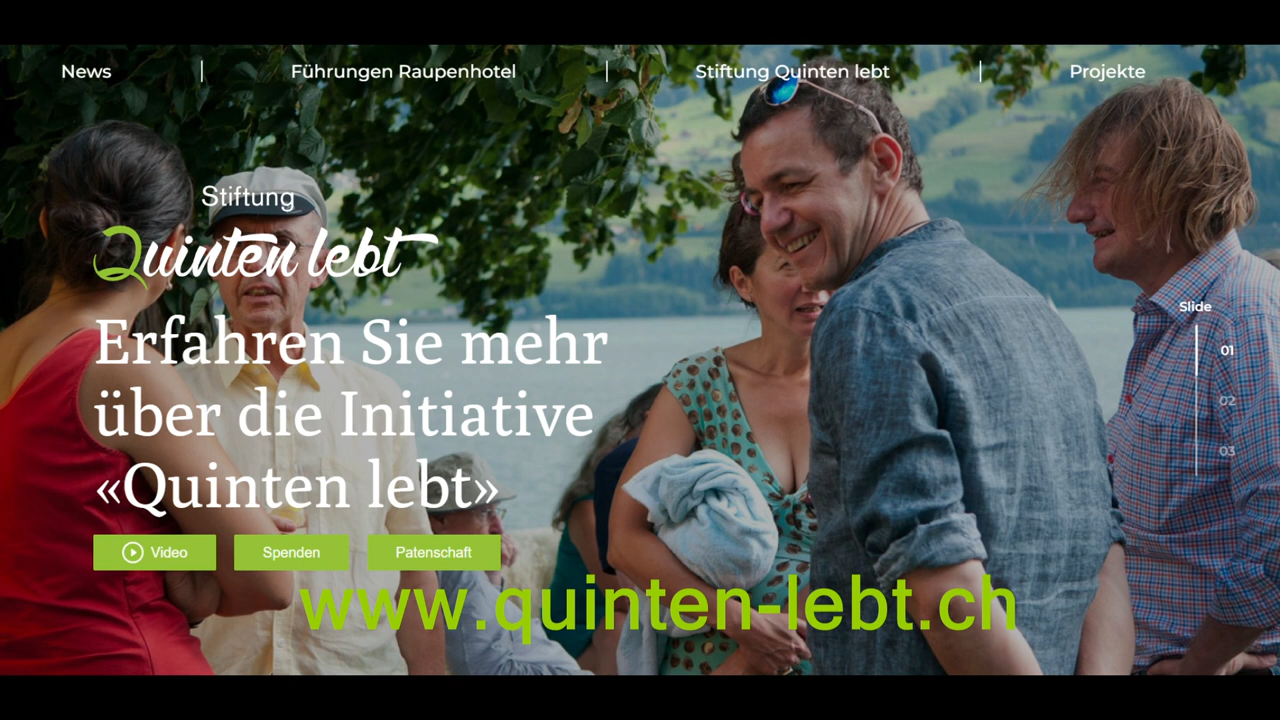 News | Führungen Raupenhotel | Stiftung Quinten lebt | Projekte
Stiftung
Quinten lebt
Erfahren Sie mehr
über die Initiative
«Quinten lebt»
Slide
01
02
03
Video Spenden Patenschaft
www.quinten-lebt.ch